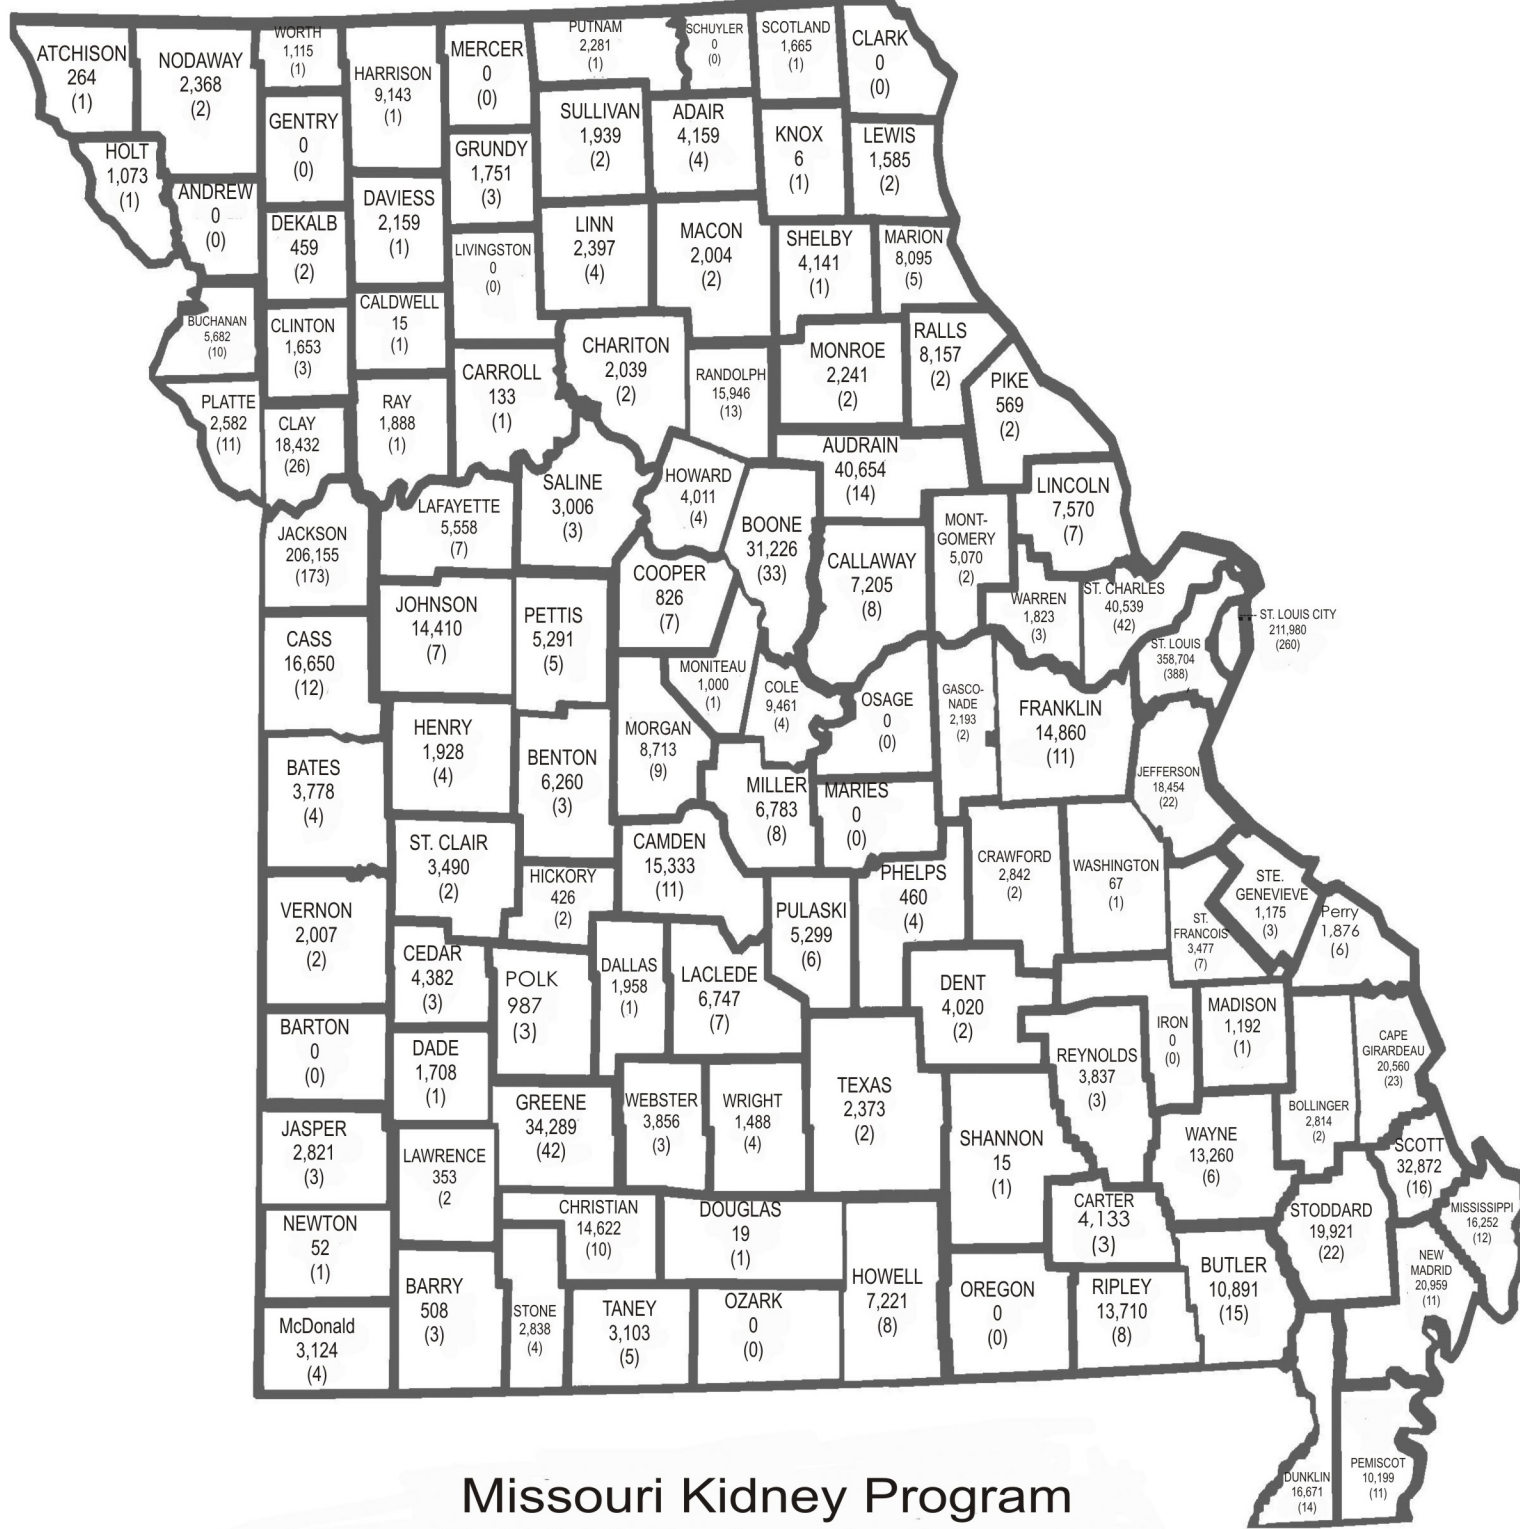 ATCHISON
264
(1)
NODAWAY
2,368
(2)
WORTH
1,115
(1)
HARRISON
9,143
(1)
MERCER
0
(0)
PUTNAM
2,281
(1)
SCHUYLER
0
(0)
SCOTLAND
1,665
(1)
CLARK
0
(0)
HOLT
1,073
(1)
ANDREW
0
(0)
GENTRY
0
(0)
DEKALB
459
(2)
DAVIESS
2,159
(1)
GRUNDY
1,751
(3)
SULLIVAN
1,939
(2)
ADAIR
4,159
(4)
KNOX
6
(1)
LEWIS
1,585
(2)
LIVINGSTON
0
(0)
LINN
2,397
(4)
MACON
2,004
(2)
SHELBY
4,141
(1)
MARION
8,095
(5)
BUCHANAN
5,682
(10)
CLINTON
1,653
(3)
CALDWELL
15
(1)
CARROLL
133
(1)
CHARITON
2,039
(2)
RANDOLPH
15,946
(13)
MONROE
2,241
(2)
RALLS
8,157
(2)
PIKE
569
(2)
PLATTE
2,582
(11)
CLAY
18,432
(26)
RAY
1,888
(1)
AUDRAIN
40,654
(14)
SALINE
3,006
(3)
HOWARD
4,011
(4)
BOONE
31,226
(33)
LINCOLN
7,570
(7)
JACKSON
206,155
(173)
LAFAYETTE
5,558
(7)
MONT-
GOMERY
5,070
(2)
CALLAWAY
7,205
(8)
COOPER
826
(7)
WARREN
1,823
(3)
ST. CHARLES
40,539
(42)
ST. LOUIS CITY
211,980
(260)
ST. LOUIS
358,704
(388)
JOHNSON
14,410
(7)
PETTIS
5,291
(5)
CASS
16,650
(12)
MONITEAU
1,000
(1)
COLE
9,461
(4)
OSAGE
0
(0)
GASCO-
NADE
2,193
(2)
FRANKLIN
14,860
(11)
HENRY
1,928
(4)
BENTON
6,260
(3)
MORGAN
8,713
(9)
BATES
3,778
(4)
MILLER
6,783
(8)
MARIES
0
(0)
JEFFERSON
18,454
(22)
ST. CLAIR
3,490
(2)
HICKORY
426
(2)
CAMDEN
15,333
(11)
CRAWFORD
2,842
(2)
WASHINGTON
67
(1)
PHELPS
460
(4)
STE.
GENEVIEVE
1,175
(3)
VERNON
2,007
(2)
PULASKI
5,299
(6)
ST.
FRANCOIS
3,477
(7)
Perry
1,876
(6)
CEDAR
4,382
(3)
POLK
987
(3)
DALLAS
1,958
(1)
LACLEDE
6,747
(7)
DENT
4,020
(2)
BARTON
0
(0)
DADE
1,708
(1)
IRON
0
(0)
MADISON
1,192
(1)
REYNOLDS
3,837
(3)
CAPE
GIRARDEAU
20,560
(23)
GREENE
34,289
(42)
WEBSTER
3,856
(3)
WRIGHT
1,488
(4)
TEXAS
2,373
(2)
BOLLINGER
2,814
(2)
JASPER
2,821
(3)
LAWRENCE
353
(2
SHANNON
15
(1)
WAYNE
13,260
(6)
SCOTT
32,872
(16)
NEWTON
52
(1)
CHRISTIAN
14,622
(10)
DOUGLAS
19
(1)
CARTER
4,133
(3)
STODDARD
19,921
(22)
MISSISSIPPI
16,252
(12)
NEW
MADRID
20,959
(11)
McDonald
3,124
(4)
BARRY
508
(3)
STONE
2,838
(4)
TANEY
3,103
(5)
OZARK
0
(0)
HOWELL
7,221
(8)
OREGON
0
(0)
RIPLEY
13,710
(8)
BUTLER
10,891
(15)
DUNKLIN
16,671
(14)
PEMISCOT
10,199
(11)
Missouri Kidney Program